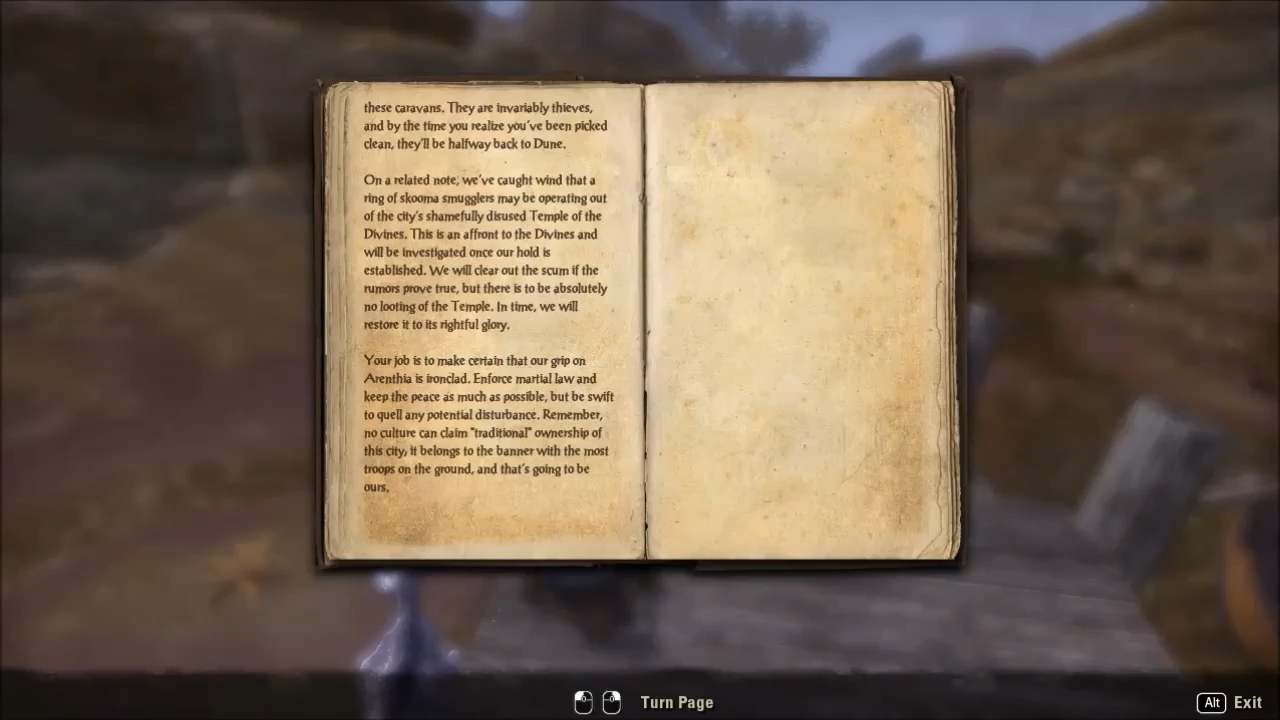 these caravans. They are invariably thieves,
and by the time you realize you've been picked
clean, they'll be halfway back to Dune.
On a related note, we've caught wind that a
ring of skooma smugglers may be operating out
of the city's shamefully disused Temple of the
Divines. This is an affront to the Divines and
will be investigated once our hold is
established. We will clear out the scum if the
rumors prove true, but there is to be absolutely
no looting of the Temple. In time, we will
restore it to its rightful glory.
Your job is to make certain that our grip on
Arenthia is ironclad. Enforce martial law and
keep the peace as much as possible, but be swift
to quell any potential disturbance. Remember,
no culture can claim "traditional" ownership of
this city, it belongs to the banner with the most
troops on the ground, and that's going to be
ours.
Turn Page
Alt Exit